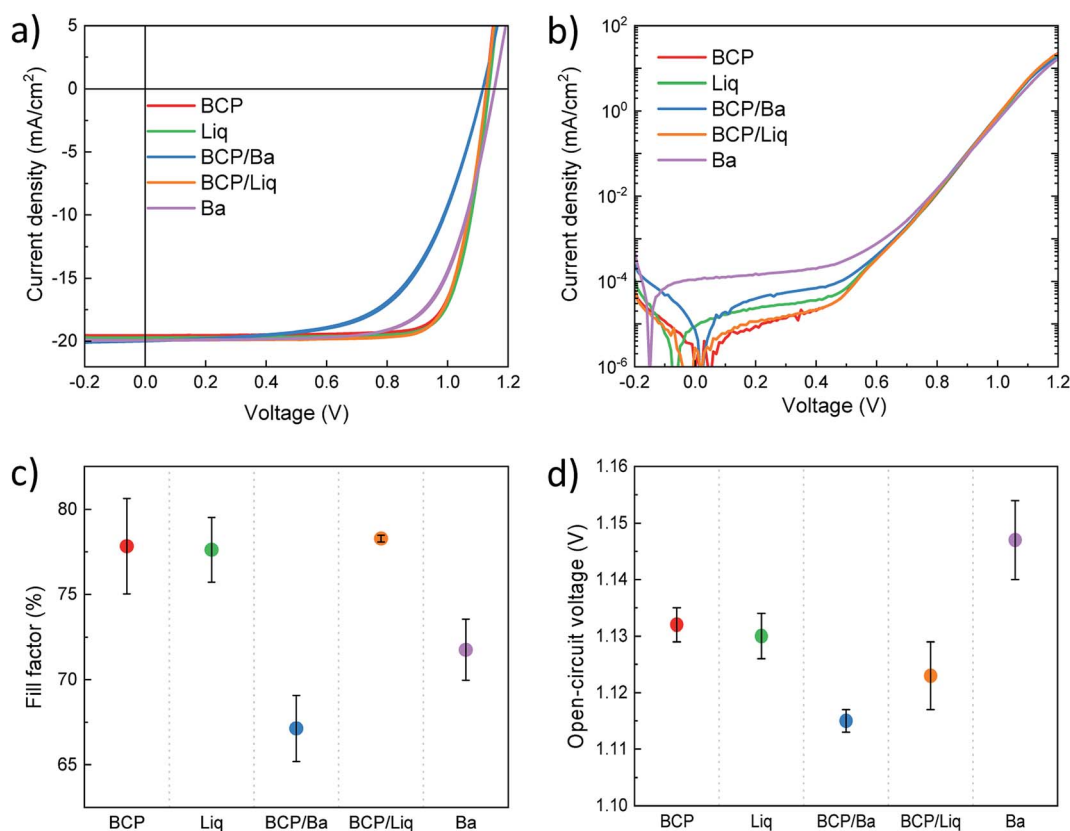 a)
Current density (mA/cm²)
5
0
-5
-10
-15
-20
BCP
Liq
BCP/Ba
BCP/Liq
Ba
-0.2 0.0 0.2 0.4 0.6 0.8 1.0 1.2
Voltage (V)
b)
Current density (mA/cm²)
10²
10⁰
10⁻²
10⁻⁴
10⁻⁶
BCP
Liq
BCP/Ba
BCP/Liq
Ba
-0.2 0.0 0.2 0.4 0.6 0.8 1.0 1.2
Voltage (V)
c)
Fill factor (%)
80
75
70
65
BCP Liq BCP/Ba BCP/Liq Ba
d)
Open-circuit voltage (V)
1.16
1.15
1.14
1.13
1.12
1.11
1.10
BCP Liq BCP/Ba BCP/Liq Ba